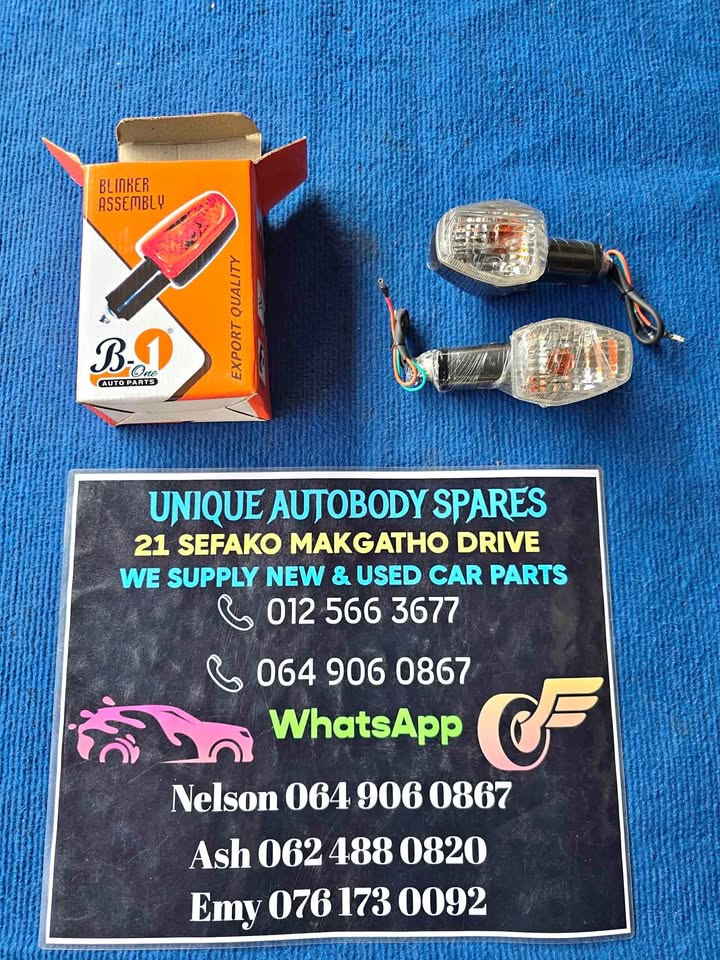 BLINKER
ASSEMBLY
EXPORT QUALITY
B-1
One
AUTO PARTS
UNIQUE AUTOBODY SPARES
21 SEFAKO MAKGATHO DRIVE
WE SUPPLY NEW & USED CAR PARTS
012 566 3677
064 906 0867
WhatsApp
Nelson 064 906 0867
Ash 062 488 0820
Emy 076 173 0092